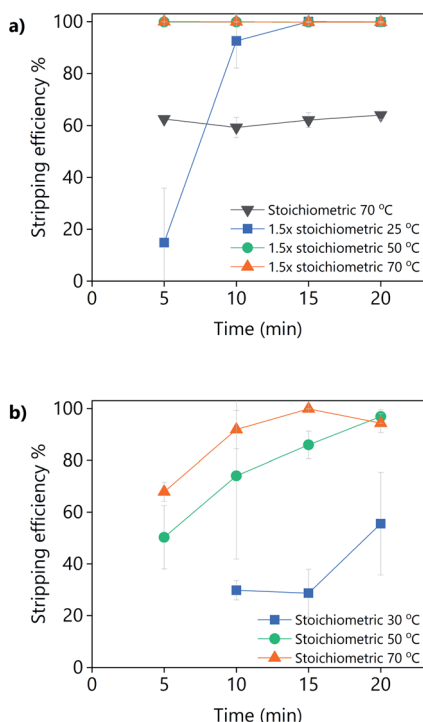 a)
100
80
60
40
20
0
Stripping efficiency %
Stoichiometric 70 °C
1.5x stoichiometric 25 °C
1.5x stoichiometric 50 °C
1.5x stoichiometric 70 °C
0 5 10 15 20
Time (min)
b)
100
80
60
40
20
0
Stripping efficiency %
Stoichiometric 30 °C
Stoichiometric 50 °C
Stoichiometric 70 °C
0 5 10 15 20
Time (min)